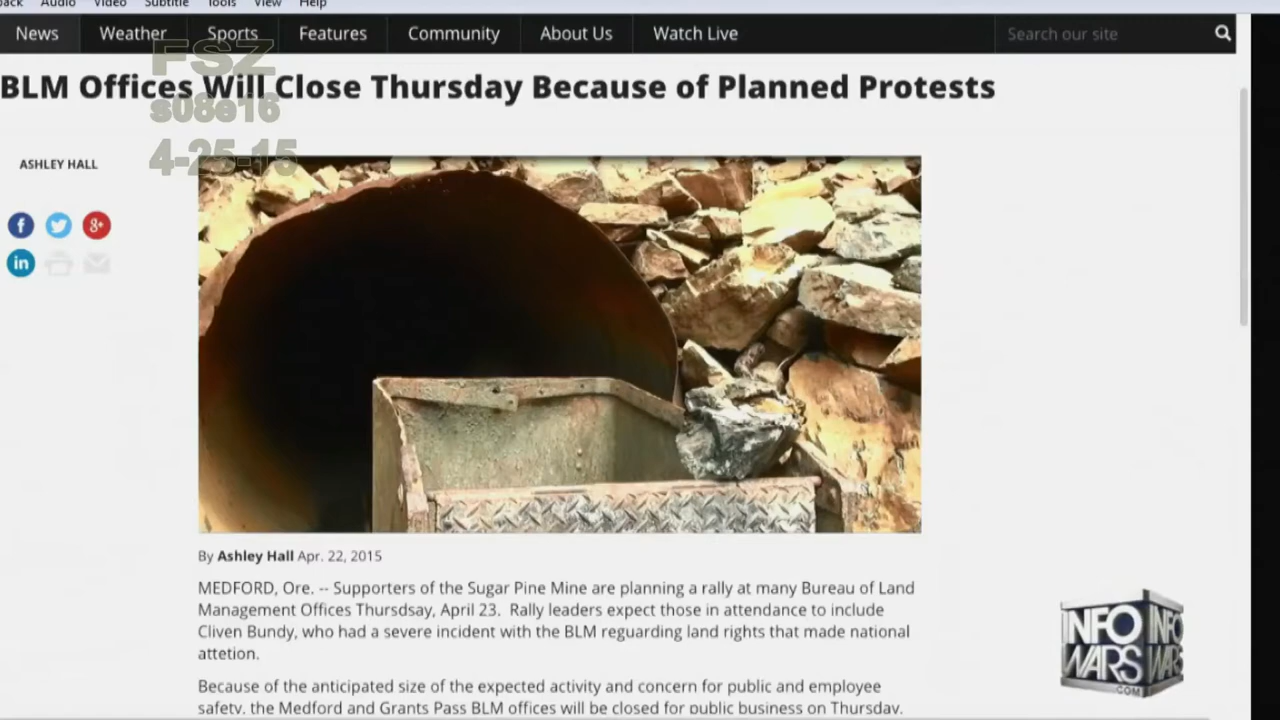 back Audio Video Subtitle Tools View Help
News Weather Sports Features Community About Us Watch Live Search our site
FSZ
BLM Offices Will Close Thursday Because of Planned Protests
s08e16
4-25-15
ASHLEY HALL
f 8+
in
By Ashley Hall Apr. 22, 2015
MEDFORD, Ore. -- Supporters of the Sugar Pine Mine are planning a rally at many Bureau of Land
Management Offices Thursdsay, April 23. Rally leaders expect those in attendance to include
Cliven Bundy, who had a severe incident with the BLM reguarding land rights that made national
attetion.
Because of the anticipated size of the expected activity and concern for public and employee
safety, the Medford and Grants Pass BLM offices will be closed for public business on Thursday.
INFO INFO
WARS WARS
.COM